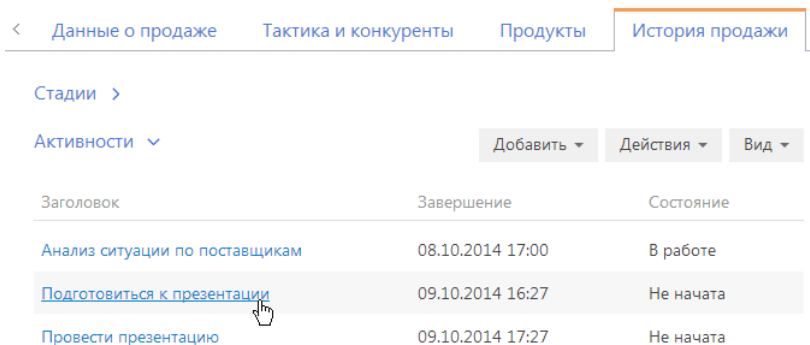 Данные о продаже Тактика и конкуренты Продукты История продажи
Стадии
Активности Добавить Действия Вид
Заголовок Завершение Состояние
Анализ ситуации по поставщикам 08.10.2014 17:00 В работе
Подготовиться к презентации 09.10.2014 16:27 Не начата
Провести презентацию 09.10.2014 17:27 Не начата